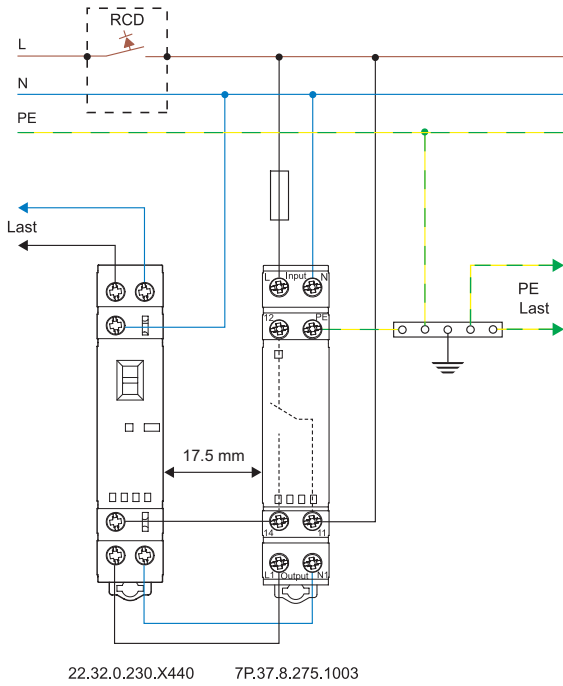 RCD
L
N
PE
Last
L Input N
12 PE
PE
Last
17.5 mm
14 11
L1 Output N1
22.32.0.230.X440 7P.37.8.275.1003